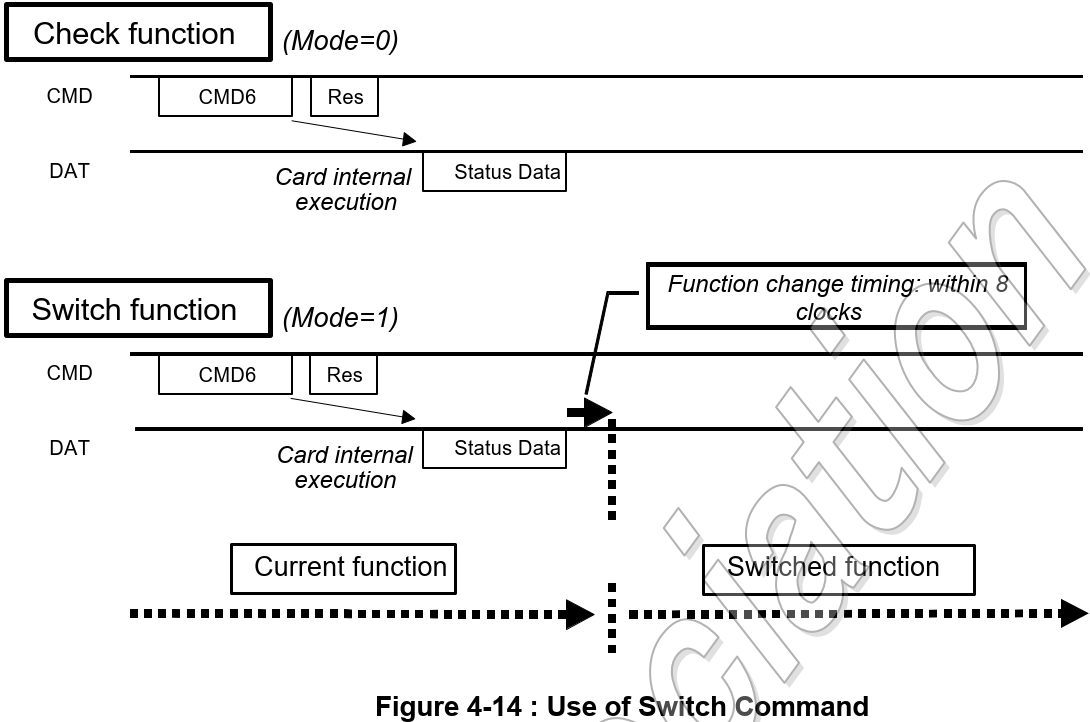 Check function (Mode=0)
CMD CMD6 Res
DAT Card internal Status Data
execution
Function change timing: within 8
clocks
Switch function (Mode=1)
CMD CMD6 Res
DAT Card internal Status Data
execution
Current function Switched function
Figure 4-14 : Use of Switch Command